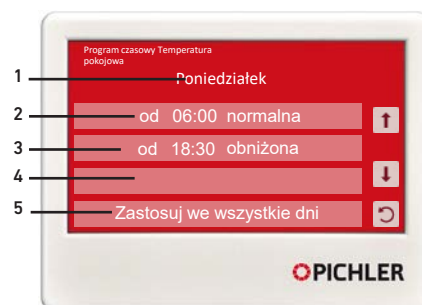 Program czasowy Temperatura
pokojowa
1
Poniedziałek
2
od 06:00 normalna
3
od 18:30 obniżona
4
5
Zastosuj we wszystkie dni
PICHLER